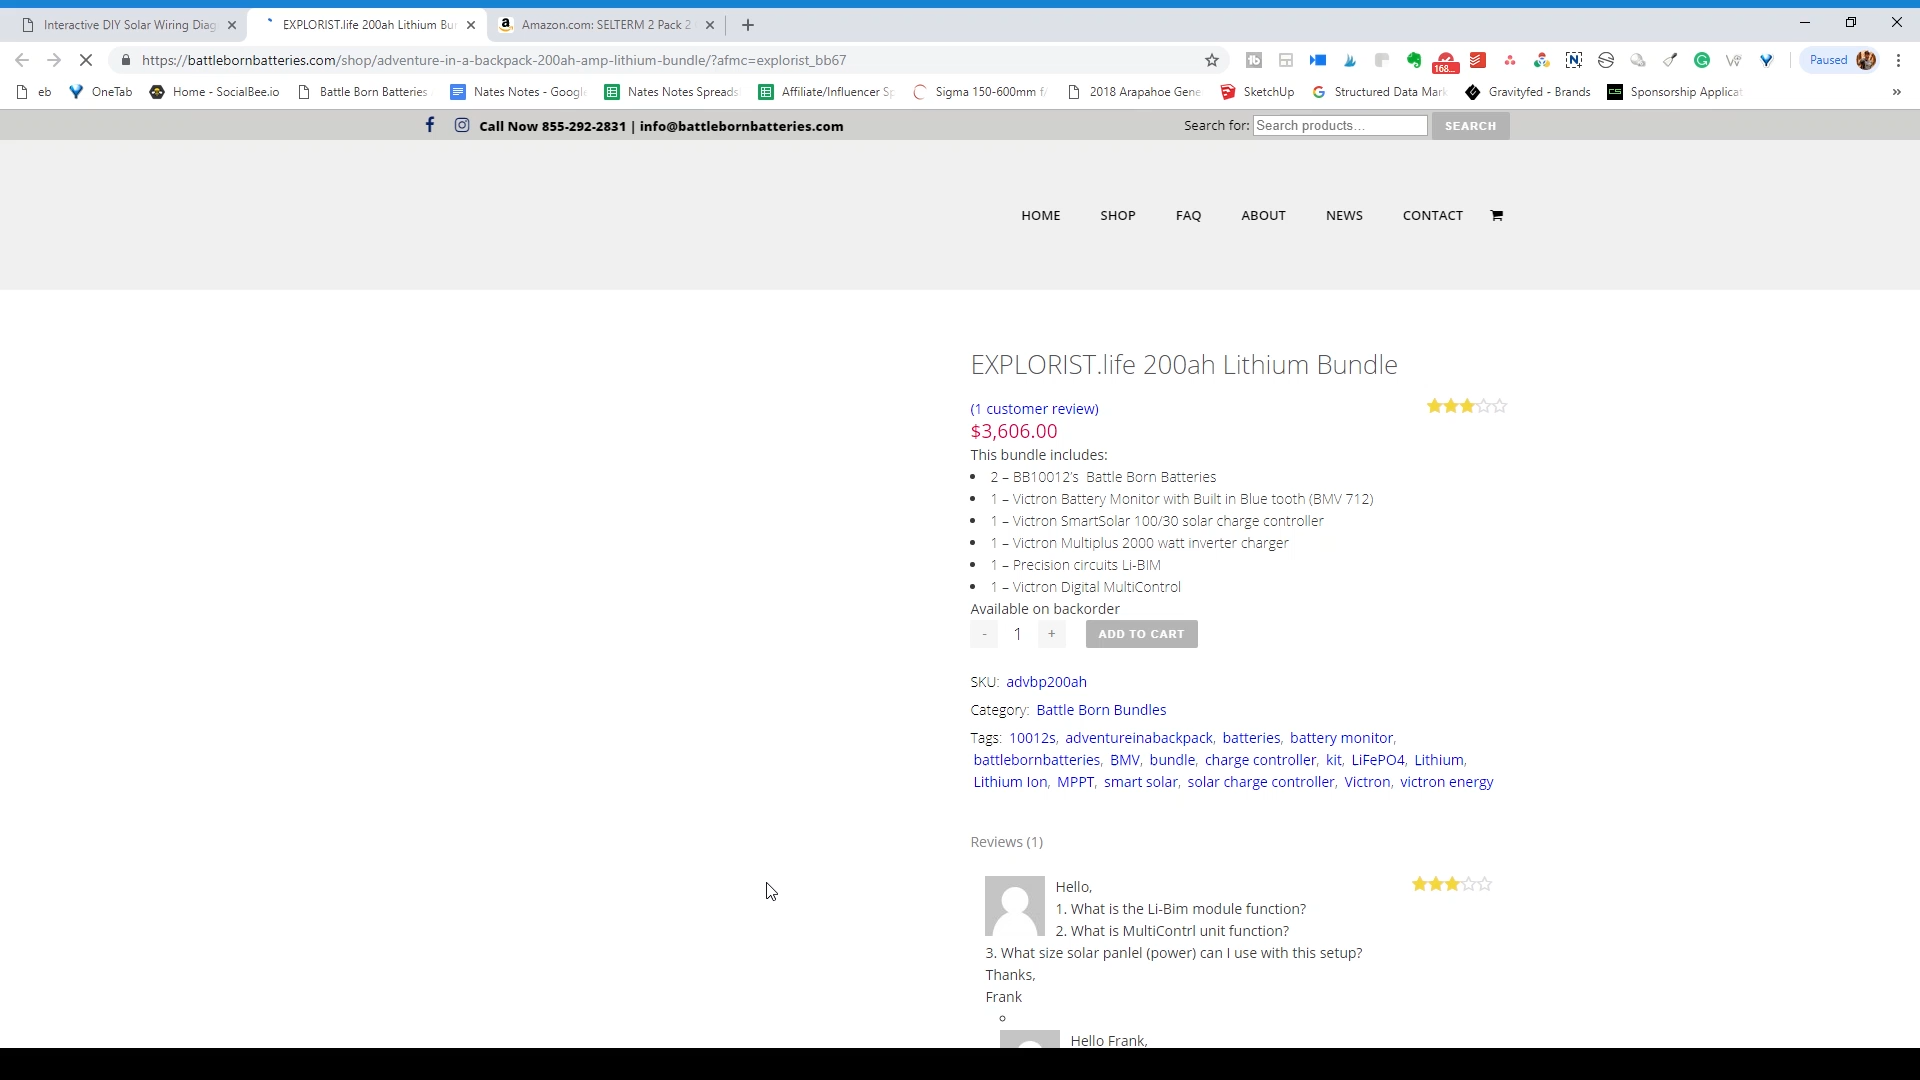 Interactive DIY Solar Wiring Diag
EXPLORIST.life 200ah Lithium Bu
Amazon.com: SELTERM 2 Pack 2
https://battlebornbatteries.com/shop/adventure-in-a-backpack-200ah-amp-lithium-bundle/?afmc=explorist_bb67
168...
Paused
eb
OneTab
Home - SocialBee.io
Battle Born Batteries
Nates Notes - Google
Nates Notes Spreads
Affiliate/Influencer Sp
Sigma 150-600mm f/
2018 Arapahoe Gene
SketchUp
Structured Data Mark
Gravityfed - Brands
Sponsorship Applicat
Call Now 855-292-2831 | info@battlebornbatteries.com
Search for: Search products... SEARCH
HOME SHOP FAQ ABOUT NEWS CONTACT
EXPLORIST.life 200ah Lithium Bundle
(1 customer review)
$3,606.00
This bundle includes:
2 – BB10012's Battle Born Batteries
1 – Victron Battery Monitor with Built in Blue tooth (BMV 712)
1 – Victron SmartSolar 100/30 solar charge controller
1 – Victron Multiplus 2000 watt inverter charger
1 – Precision circuits Li-BIM
1 – Victron Digital MultiControl
Available on backorder
- 1 + ADD TO CART
SKU: advbp200ah
Category: Battle Born Bundles
Tags: 10012s, adventureinabackpack, batteries, battery monitor,
battlebornbatteries, BMV, bundle, charge controller, kit, LiFePO4, Lithium,
Lithium Ion, MPPT, smart solar, solar charge controller, Victron, victron energy
Reviews (1)
Hello,
1. What is the Li-Bim module function?
2. What is MultiContrl unit function?
3. What size solar panlel (power) can I use with this setup?
Thanks,
Frank
Hello Frank,